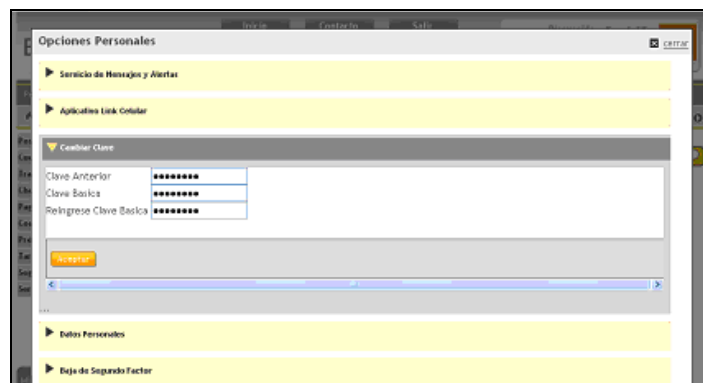 Inicio Contacto Salir
Opciones Personales
cerrar
Servicio de Mensajes y Alertas
Aplicativo Link Celular
Cambiar Clave
Clave Anterior ●●●●●●●●
Clave Basica ●●●●●●●●
Reingrese Clave Basica ●●●●●●●●
Aceptar
...
Datos Personales
Baja de Segundo Factor